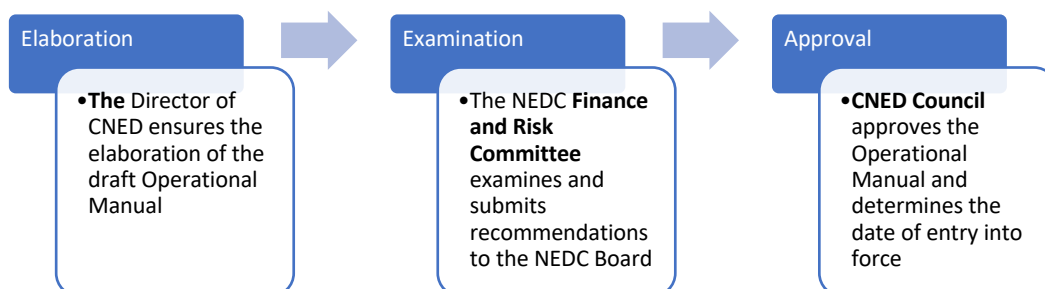 Elaboration
•The Director of
CNED ensures the
elaboration of the
draft Operational
Manual
Examination
•The NEDC Finance
and Risk
Committee
examines and
submits
recommendations
to the NEDC Board
Approval
•CNED Council
approves the
Operational
Manual and
determines the
date of entry into
force